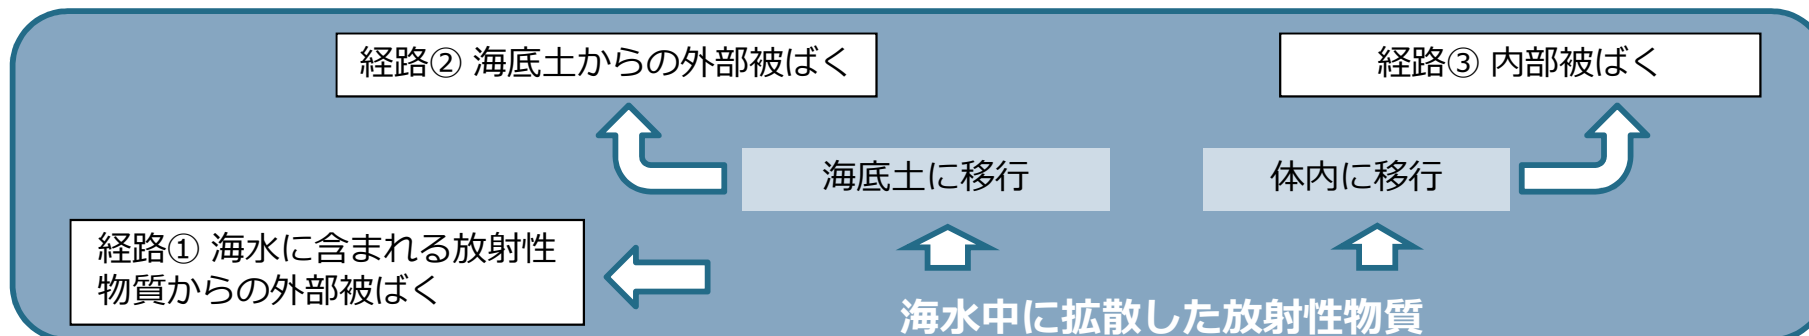 経路② 海底土からの外部被ばく
経路③ 内部被ばく
海底土に移行
体内に移行
経路① 海水に含まれる放射性
物質からの外部被ばく
海水中に拡散した放射性物質